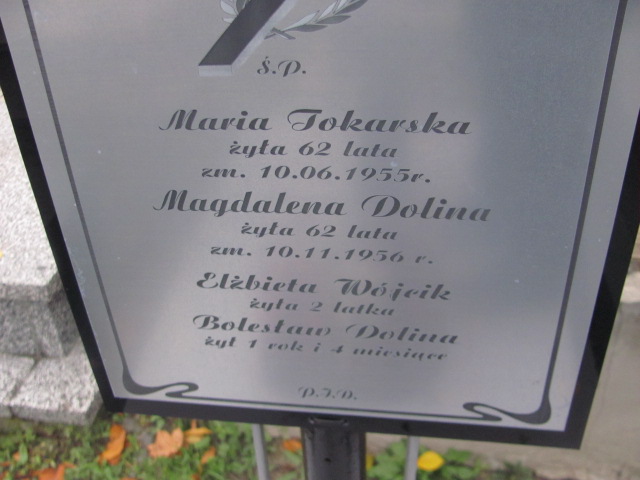 Ś.P.
Maria Tokarska
żyła 62 lata
zm. 10.06.1955r.
Magdalena Dolina
żyła 62 lata
zm. 10.11.1956 r.
Elżbieta Wójcik
żyła 2 latka
Bolesław Dolina
żył 1 rok i 4 miesiące
P.I.D.